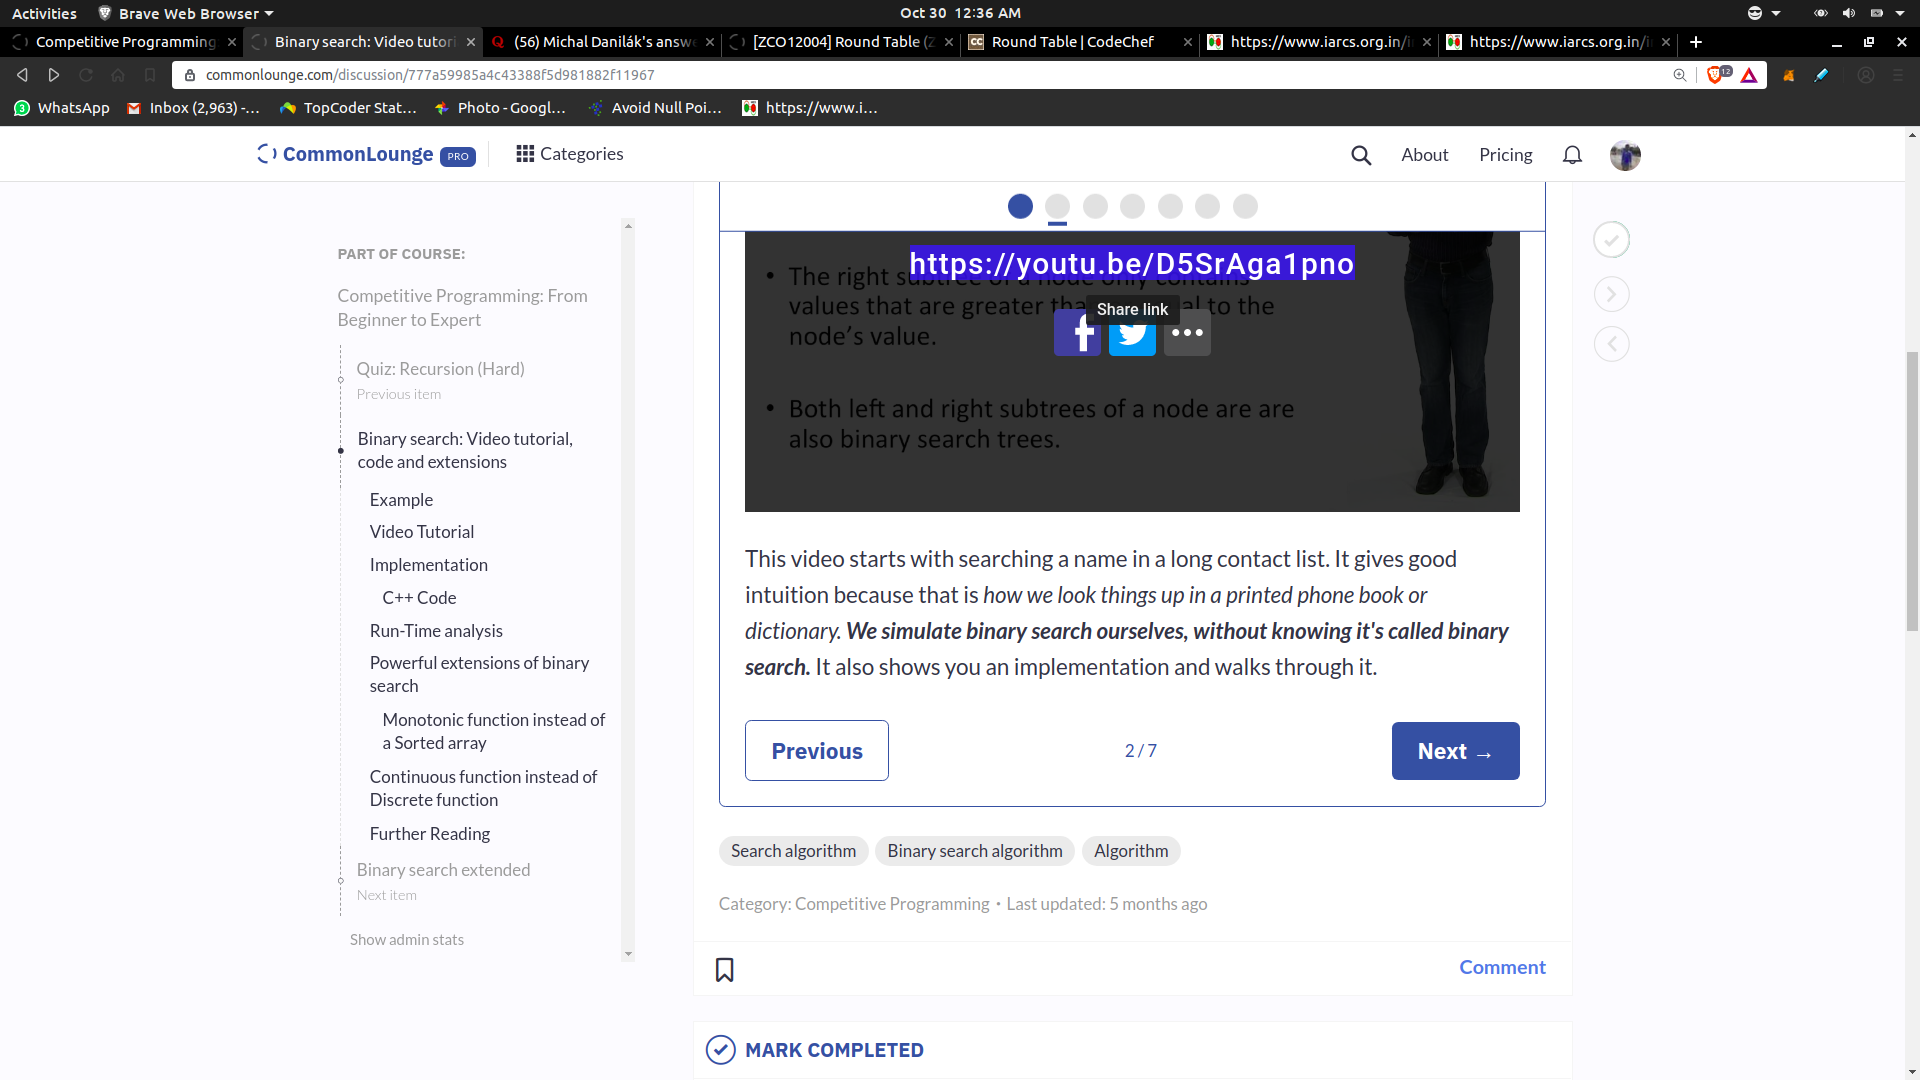 Activities Brave Web Browser Oct 30 12:36 AM
Competitive Programming Binary search: Video tutori (56) Michal Danilák's answ [ZCO12004] Round Table (Z Round Table | CodeChef https://www.iarcs.org.in/i https://www.iarcs.org.in/i
commonlounge.com/discussion/777a59985a4c43388f5d981882f11967 12
3 WhatsApp Inbox (2,963) -... TopCoder Stat... Photo - Googl... Avoid Null Poi... https://www.i...
CommonLounge PRO Categories About Pricing
PART OF COURSE:
Competitive Programming: From
Beginner to Expert
Quiz: Recursion (Hard)
Previous item
Binary search: Video tutorial,
code and extensions
Example
Video Tutorial
Implementation
C++ Code
Run-Time analysis
Powerful extensions of binary
search
Monotonic function instead of
a Sorted array
Continuous function instead of
Discrete function
Further Reading
Binary search extended
Next item
Show admin stats
https://youtu.be/D5SrAga1pno
• The right subtree of a node only contains
values that are greater than al to the
node's value.
Share link
• Both left and right subtrees of a node are are
also binary search trees.
This video starts with searching a name in a long contact list. It gives good
intuition because that is how we look things up in a printed phone book or
dictionary. We simulate binary search ourselves, without knowing it's called binary
search. It also shows you an implementation and walks through it.
Previous 2 / 7 Next →
Search algorithm Binary search algorithm Algorithm
Category: Competitive Programming • Last updated: 5 months ago
Comment
MARK COMPLETED